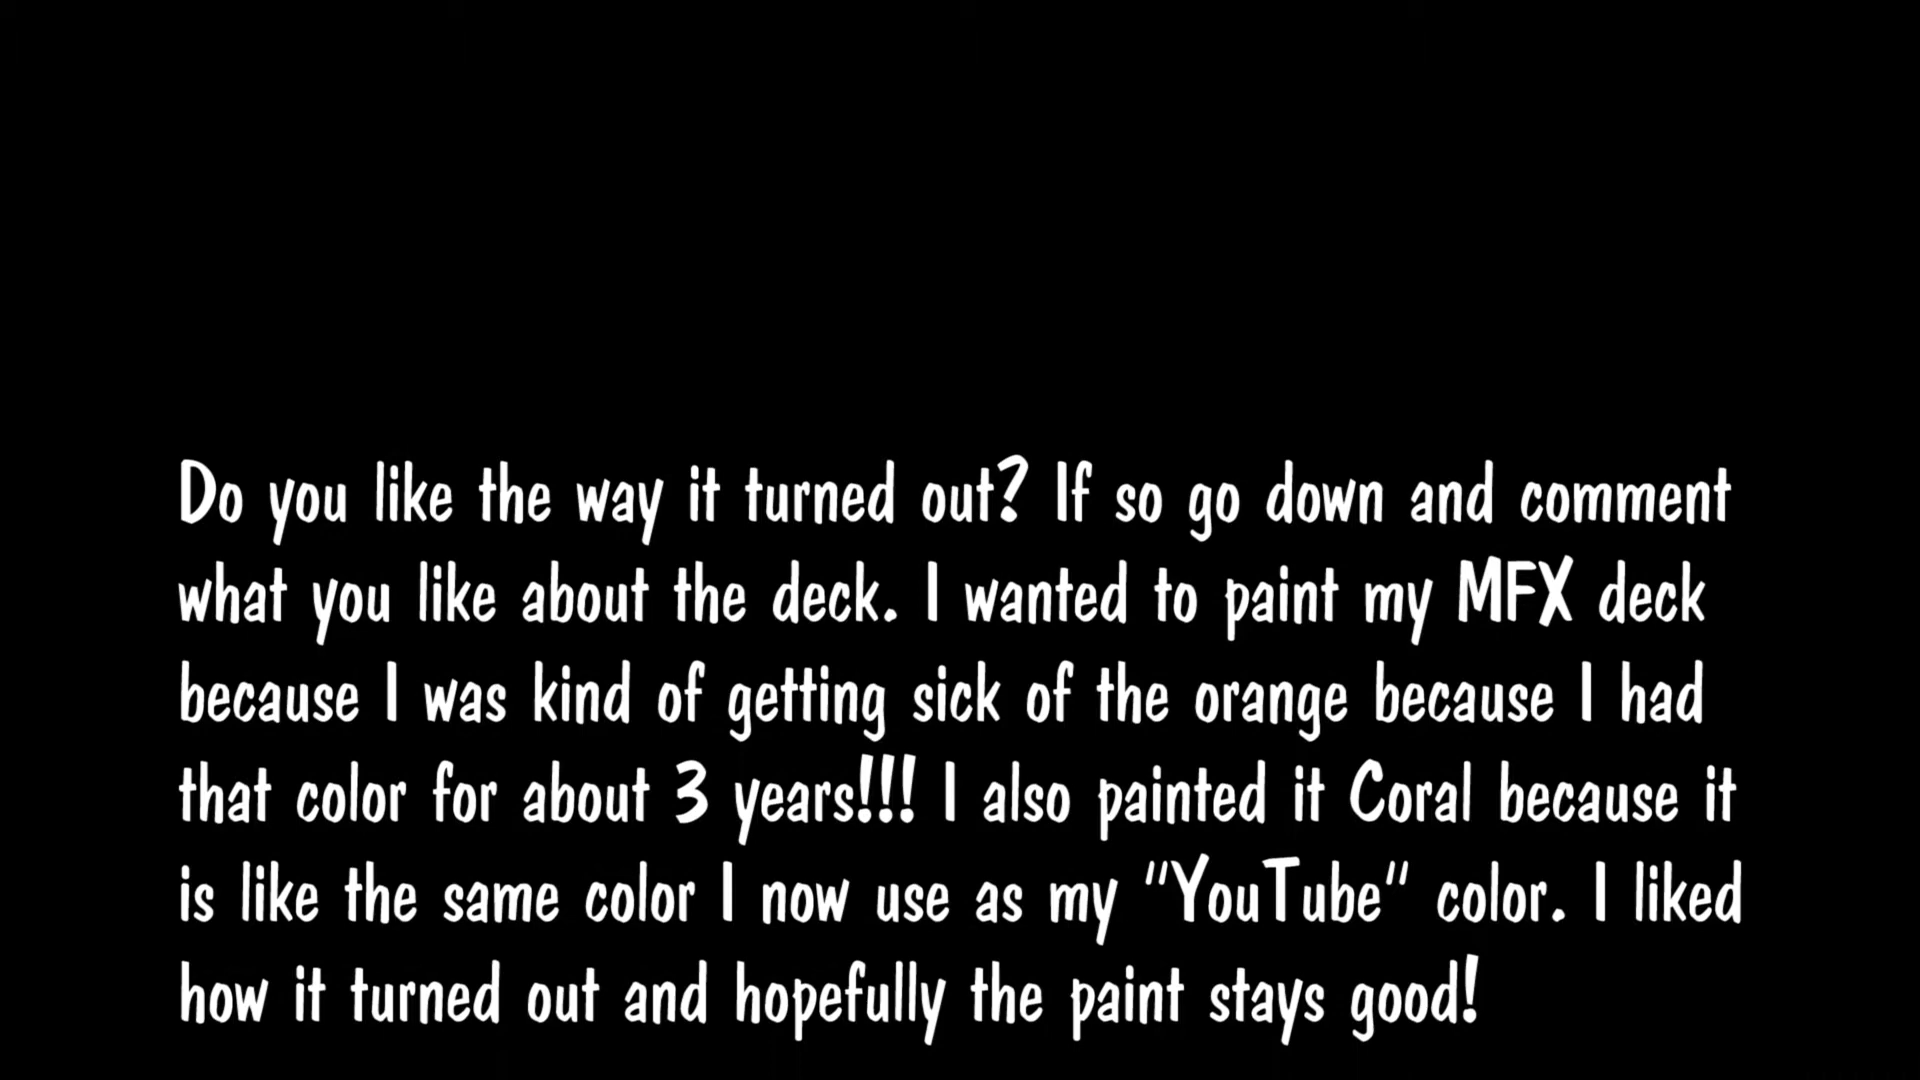 Do you like the way it turned out? If so go down and comment
what you like about the deck. I wanted to paint my MFX deck
because I was kind of getting sick of the orange because I had
that color for about 3 years!!! I also painted it Coral because it
is like the same color I now use as my "YouTube" color. I liked
how it turned out and hopefully the paint stays good!